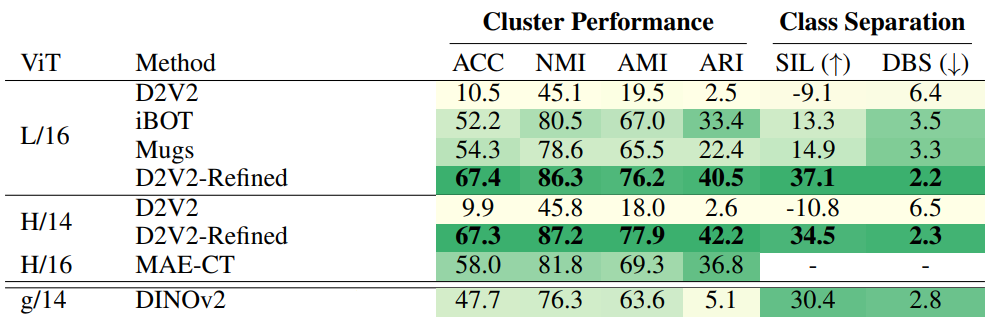 Cluster Performance Class Separation
ViT Method ACC NMI AMI ARI SIL (↑) DBS (↓)
D2V2 10.5 45.1 19.5 2.5 -9.1 6.4
L/16 iBOT 52.2 80.5 67.0 33.4 13.3 3.5
Mugs 54.3 78.6 65.5 22.4 14.9 3.3
D2V2-Refined 67.4 86.3 76.2 40.5 37.1 2.2
H/14 D2V2 9.9 45.8 18.0 2.6 -10.8 6.5
D2V2-Refined 67.3 87.2 77.9 42.2 34.5 2.3
H/16 MAE-CT 58.0 81.8 69.3 36.8 - -
g/14 DINOv2 47.7 76.3 63.6 5.1 30.4 2.8